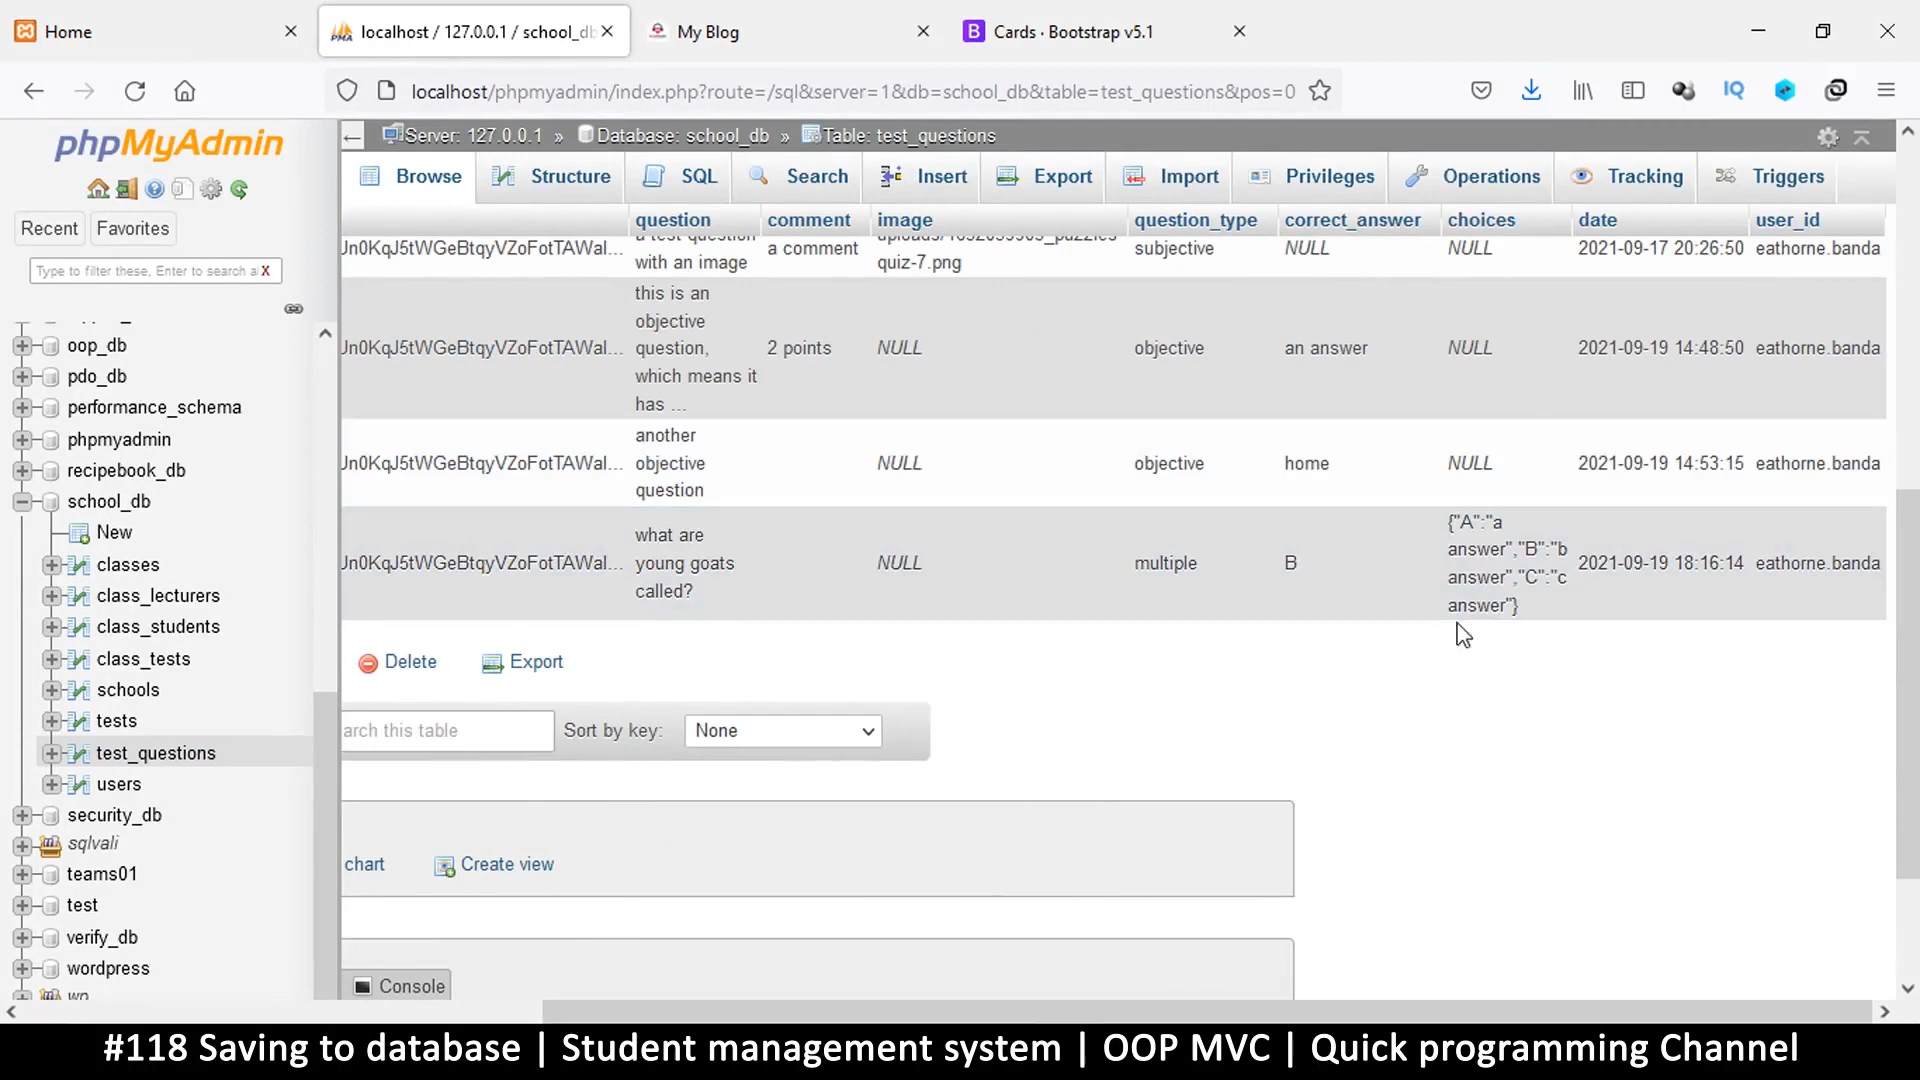 Home
localhost / 127.0.0.1 / school_db
My Blog
Cards · Bootstrap v5.1
localhost/phpmyadmin/index.php?route=/sql&server=1&db=school_db&table=test_questions&pos=0
phpMyAdmin
Server: 127.0.0.1 » Database: school_db » Table: test_questions
Browse Structure SQL Search Insert Export Import Privileges Operations Tracking Triggers
Recent Favorites
Type to filter these, Enter to search a X
oop_db
pdo_db
performance_schema
phpmyadmin
recipebook_db
school_db
New
classes
class_lecturers
class_students
class_tests
schools
tests
test_questions
users
security_db
sqlvali
teams01
test
verify_db
wordpress
wp
question comment image question_type correct_answer choices date user_id
a test question
with an image
a comment
quiz-7.png
subjective NULL NULL 2021-09-17 20:26:50 eathorne.banda
this is an
objective
question,
which means it
has ...
Un0KqJ5tWGeBtqyVZoFotTAWal... 2 points NULL objective an answer NULL 2021-09-19 14:48:50 eathorne.banda
another
objective
question
Un0KqJ5tWGeBtqyVZoFotTAWal... NULL objective home NULL 2021-09-19 14:53:15 eathorne.banda
what are
young goats
called?
Un0KqJ5tWGeBtqyVZoFotTAWal... NULL multiple B
{"A":"a
answer","B":"b
answer","C":"c
answer"}
2021-09-19 18:16:14 eathorne.banda
Delete Export
arch this table Sort by key: None
chart Create view
Console
#118 Saving to database | Student management system | OOP MVC | Quick programming Channel